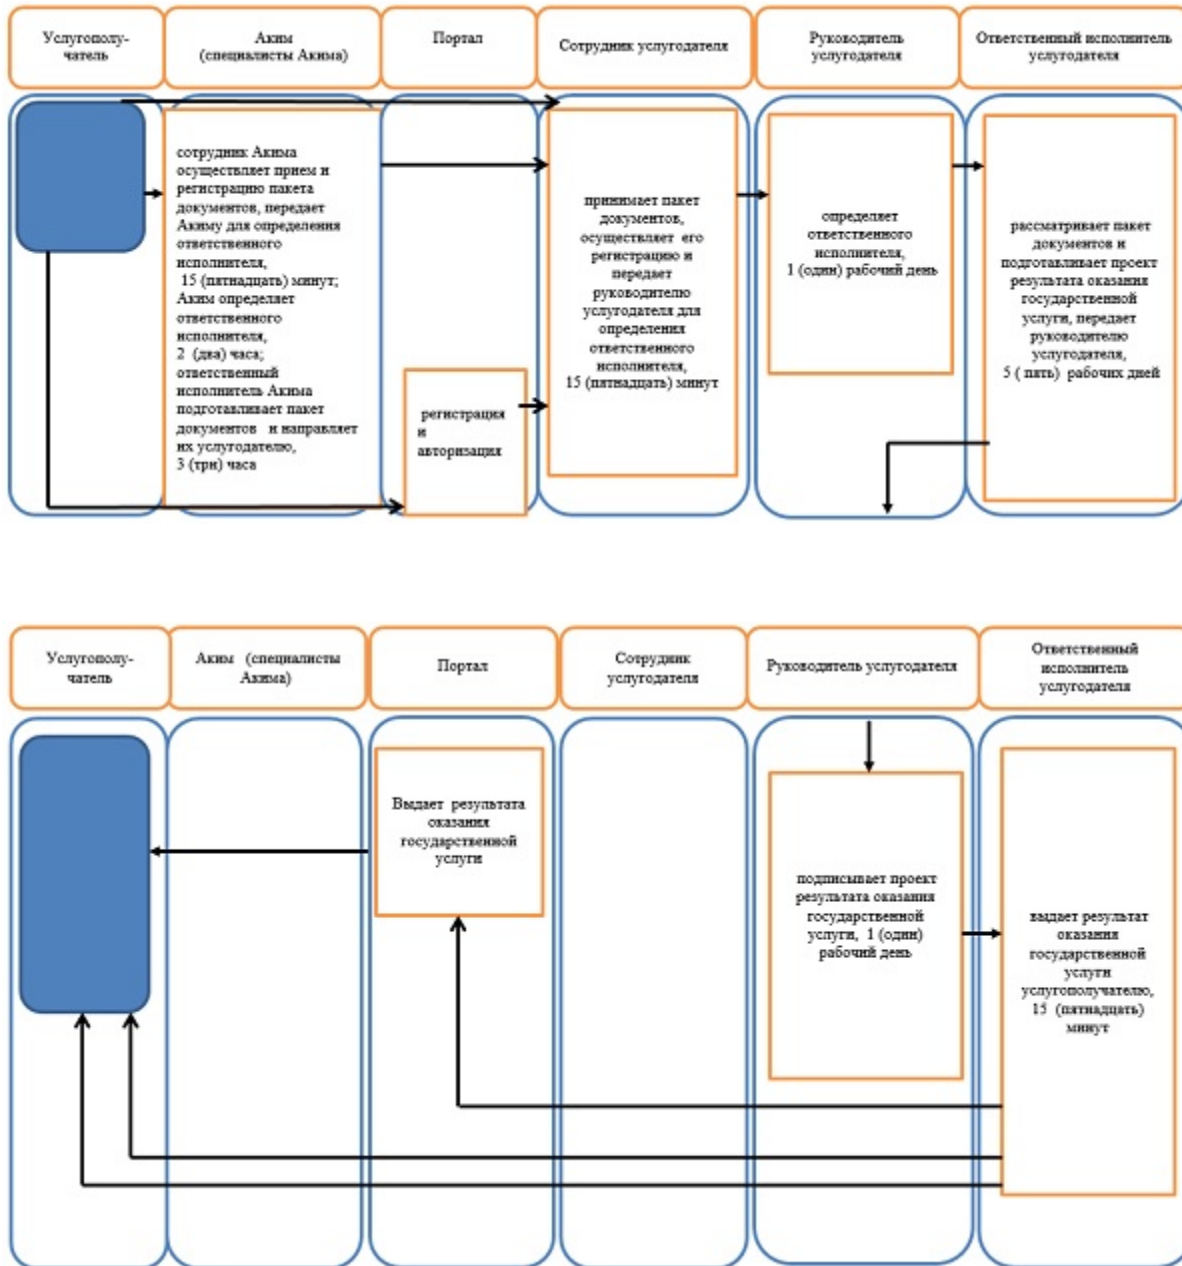 Услугополу-
чатель
Аким
(специалисты Акима)
Портал
Сотрудник услугодателя
Руководитель
услугодателя
Ответственный исполнитель
услугодателя
сотрудник Акима
осуществляет прием и
регистрацию пакета
документов, передает
Акиму для определения
ответственного
исполнителя,
15 (пятнадцать) минут;
Аким определяет
ответственного
исполнителя,
2 (два) часа;
ответственный
исполнитель Акима
подготавливает пакет
документов и направляет
их услугодателю,
3 (три) часа
регистрация
и
авторизация
принимает пакет
документов,
осуществляет его
регистрацию и
передает
руководителю
услугодателя для
определения
ответственного
исполнителя,
15 (пятнадцать) минут
определяет
ответственного
исполнителя,
1 (один) рабочий день
рассматривает пакет
документов и
подготавливает проект
результата оказания
государственной
услуги, передает
руководителю
услугодателя,
5 ( пять) рабочих дней
Услугополу-
чатель
Аким (специалисты
Акима)
Портал
Сотрудник
услугодателя
Руководитель услугодателя
Ответственный
исполнитель
услугодателя
Выдает результата
оказания
государственной
услуги
подписывает проект
результата оказания
государственной
услуги, 1 (один)
рабочий день
выдает результат
оказания
государственной
услуги
услугополучателю,
15 (пятнадцать)
минут